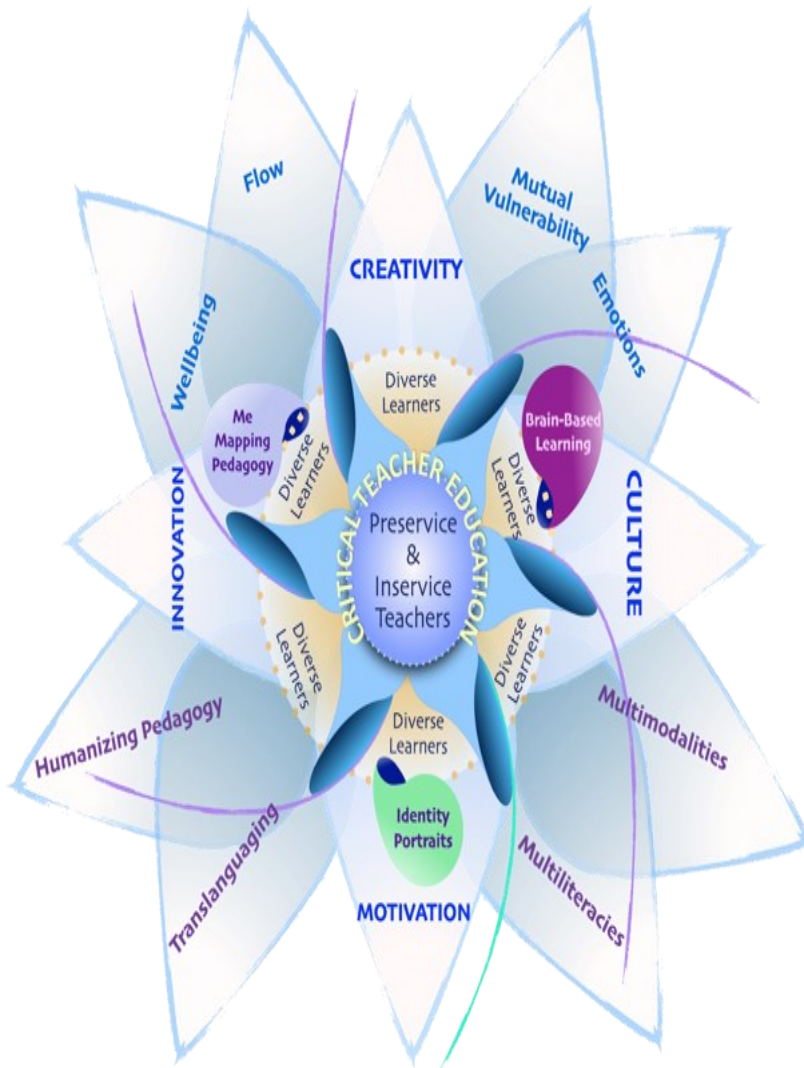 Flow
Mutual
Vulnerability
CREATIVITY
Emotions
Wellbeing
Diverse
Learners
Me
Mapping
Pedagogy
Diverse
Learners
Brain-Based
Learning
Diverse
Learners
INNOVATION
CULTURE
CRITICAL TEACHER EDUCATION
Preservice
&
Inservice
Teachers
Diverse
Learners
Diverse
Learners
Diverse
Learners
Humanizing Pedagogy
Multimodalities
Identity
Portraits
Translanguaging
Multiliteracies
MOTIVATION